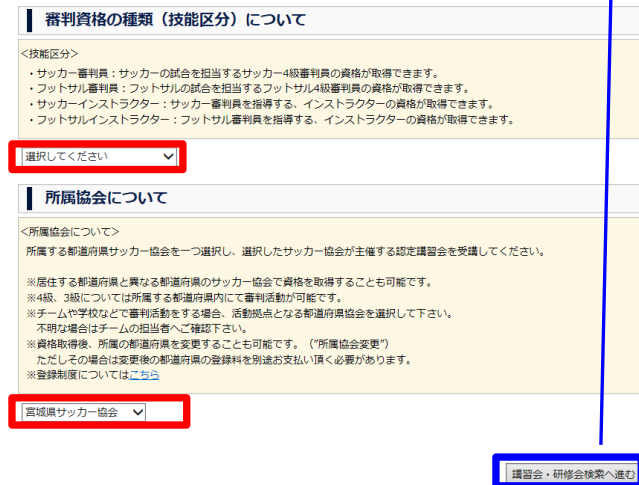 審判資格の種類（技能区分）について
<技能区分>
・サッカー審判員：サッカーの試合を担当するサッカー4級審判員の資格が取得できます。
・フットサル審判員：フットサルの試合を担当するフットサル4級審判員の資格が取得できます。
・サッカーインストラクター：サッカー審判員を指導する、インストラクターの資格が取得できます。
・フットサルインストラクター：フットサル審判員を指導する、インストラクターの資格が取得できます。
選択してください
所属協会について
<所属協会について>
所属する都道府県サッカー協会を一つ選択し、選択したサッカー協会が主催する認定講習会を受講してください。
※居住する都道府県と異なる都道府県のサッカー協会で資格を取得することも可能です。
※4級、3級については所属する都道府県内にて審判活動が可能です。
※チームや学校などで審判活動をする場合、活動拠点となる都道府県協会を選択して下さい。
不明な場合はチームの担当者へご確認下さい。
※資格取得後、所属の都道府県を変更することも可能です。（"所属協会変更"）
ただしその場合は変更後の都道府県の登録料を別途お支払い頂く必要があります。
※登録制度についてはこちら
宮城県サッカー協会
講習会・研修会検索へ進む